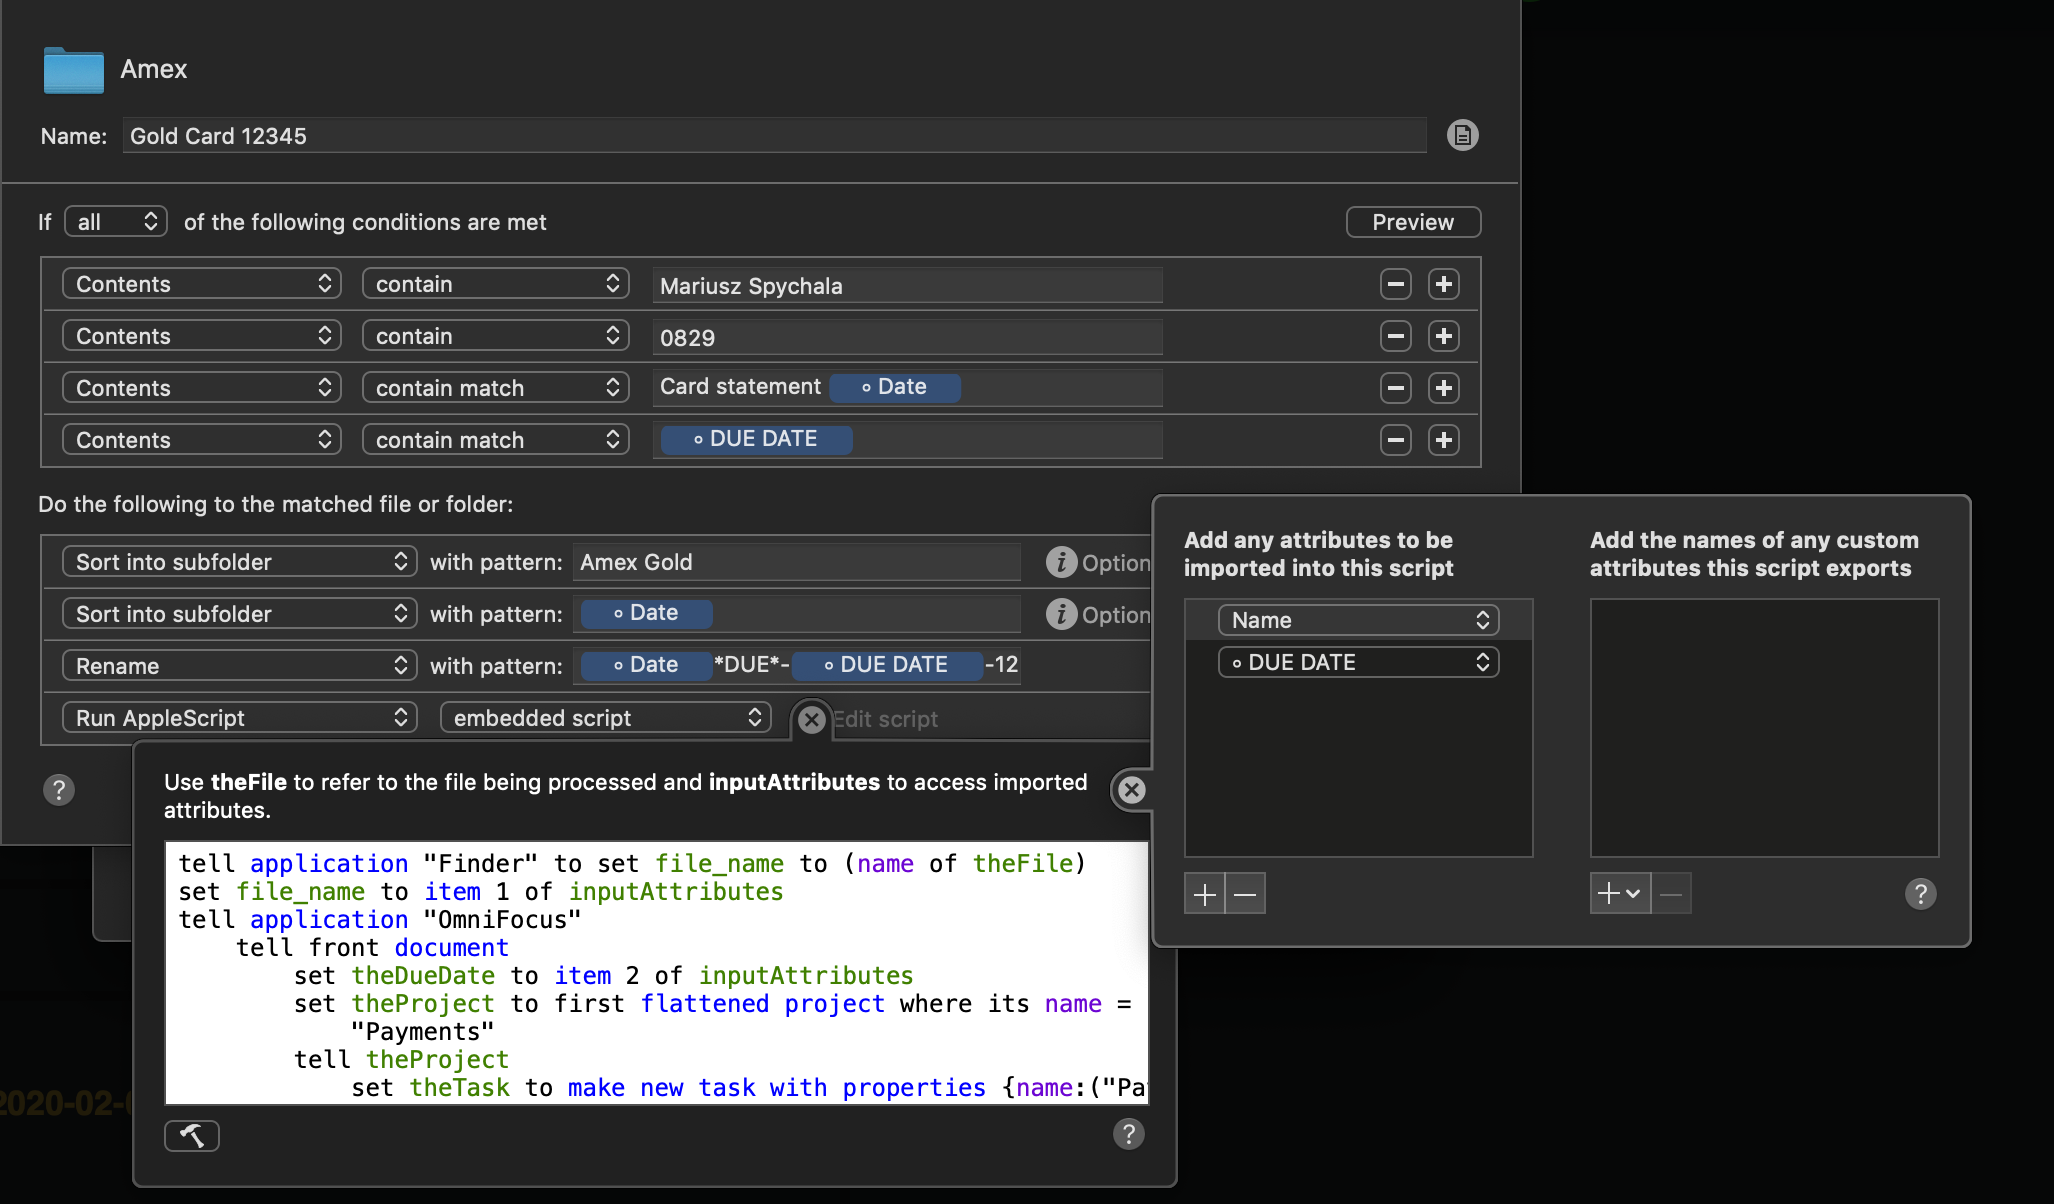 Amex
Name: Gold Card 12345
If all of the following conditions are met Preview
Contents contain Mariusz Spychala
Contents contain 0829
Contents contain match Card statement ∘ Date
Contents contain match ∘ DUE DATE
Do the following to the matched file or folder:
Sort into subfolder with pattern: Amex Gold i Option
Sort into subfolder with pattern: ∘ Date i Option
Rename with pattern: ∘ Date *DUE*- ∘ DUE DATE -12
Run AppleScript embedded script Edit script
?
Use theFile to refer to the file being processed and inputAttributes to access imported
attributes.
tell application "Finder" to set file_name to (name of theFile)
set file_name to item 1 of inputAttributes
tell application "OmniFocus"
tell front document
set theDueDate to item 2 of inputAttributes
set theProject to first flattened project where its name =
"Payments"
tell theProject
set theTask to make new task with properties {name:("Pa
?
Add any attributes to be
imported into this script
Name
∘ DUE DATE
Add the names of any custom
attributes this script exports
?
2020-02-